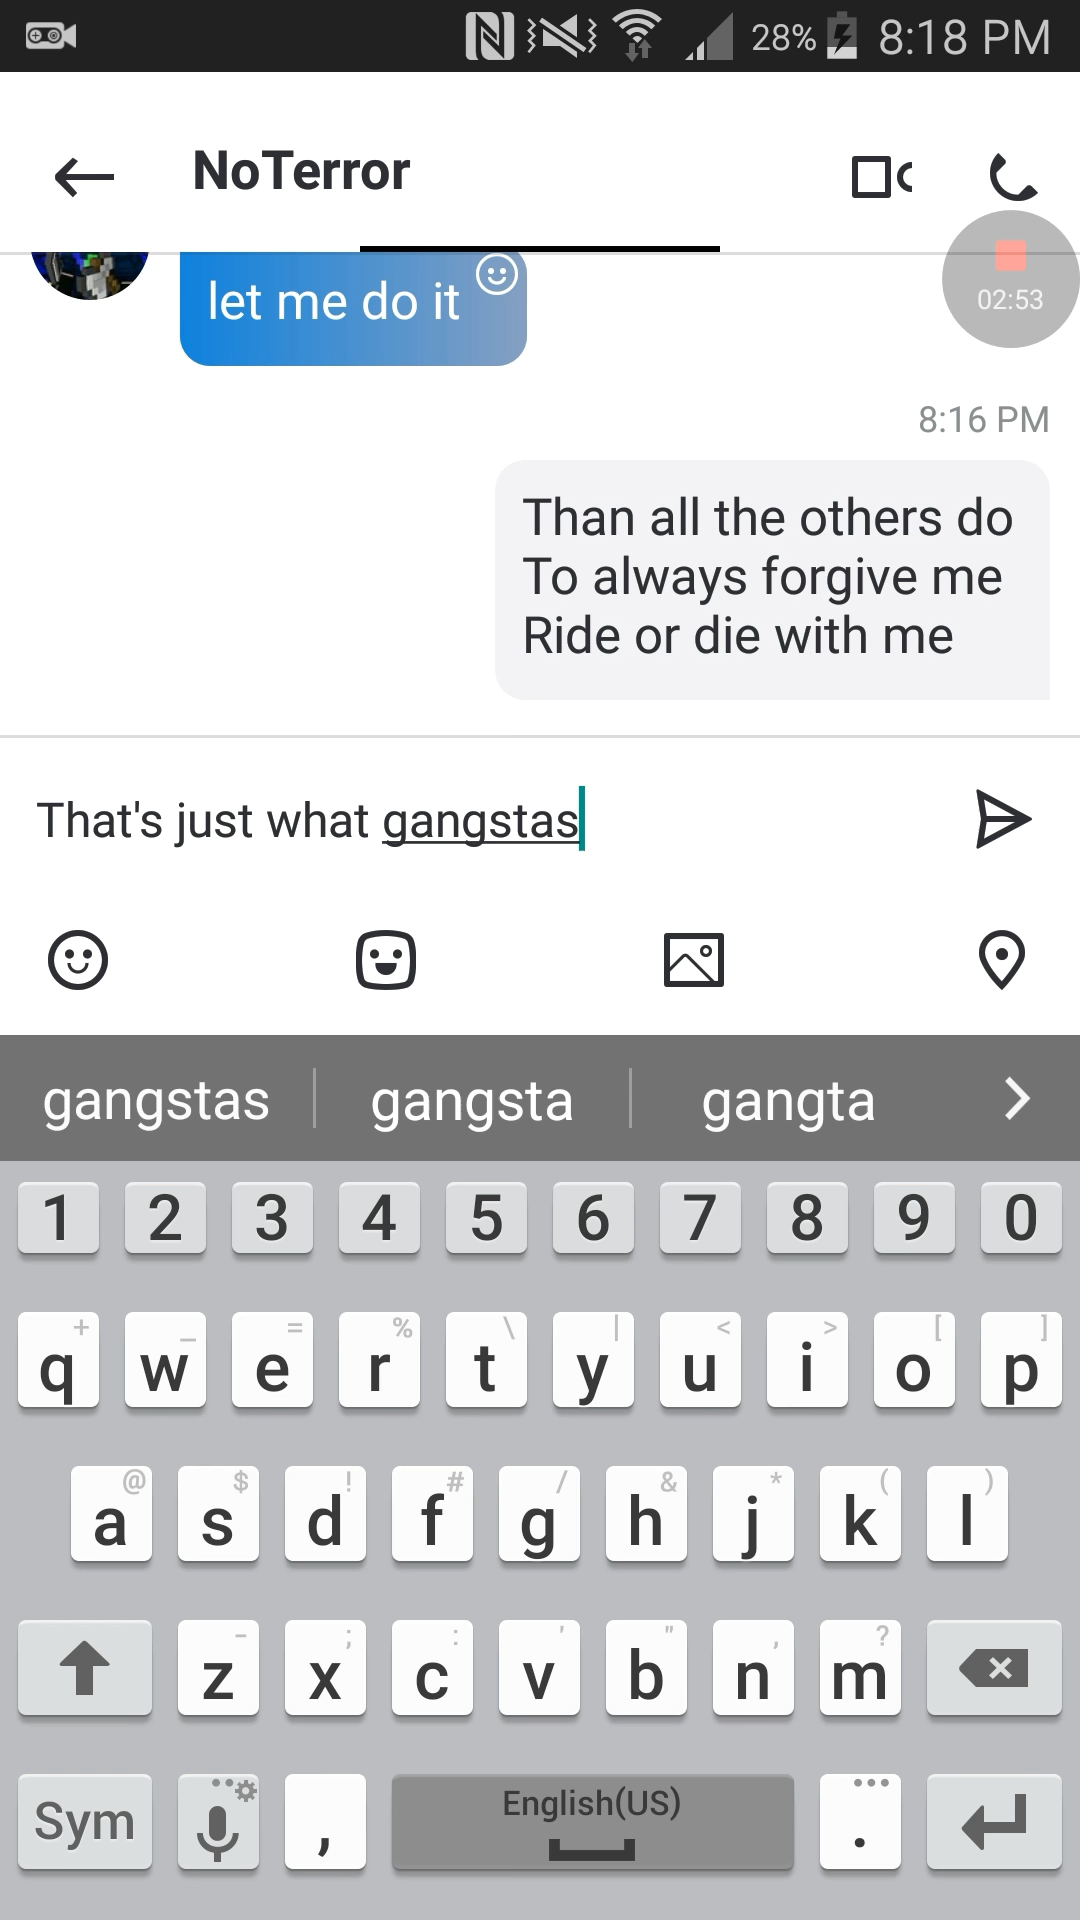 28% 8:18 PM
NoTerror
let me do it
02:53
8:16 PM
Than all the others do
To always forgive me
Ride or die with me
That's just what gangstas
gangstas gangsta gangta
1 2 3 4 5 6 7 8 9 0
+ _ = % \ | < > [ ]
q w e r t y u i o p
@ $ ! # / & * ( )
a s d f g h j k l
- ; : ' " , ?
z x c v b n m
Sym , English(US) .